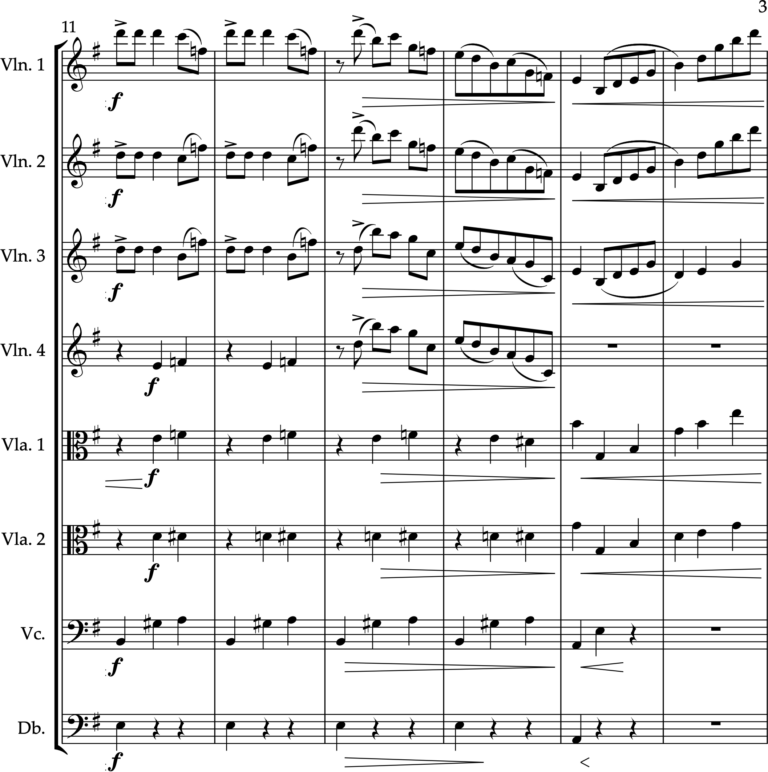 3
11
Vln. 1
f
Vln. 2
f
Vln. 3
f
Vln. 4
f
Vla. 1
f
Vla. 2
f
Vc.
f
Db.
f